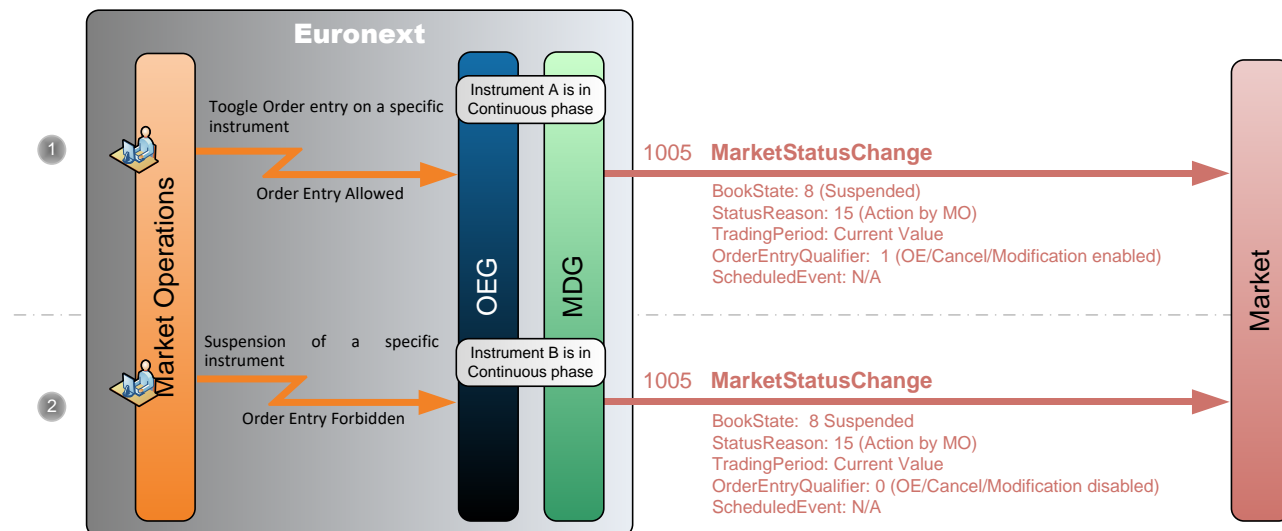 Euronext
Instrument A is in
Continuous phase
Toogle Order entry on a specific
instrument
1
Order Entry Allowed
1005 MarketStatusChange
BookState: 8 (Suspended)
StatusReason: 15 (Action by MO)
TradingPeriod: Current Value
OrderEntryQualifier: 1 (OE/Cancel/Modification enabled)
ScheduledEvent: N/A
Market Operations
OEG
MDG
Market
Suspension of a specific
instrument
Instrument B is in
Continuous phase
2
Order Entry Forbidden
1005 MarketStatusChange
BookState: 8 Suspended
StatusReason: 15 (Action by MO)
TradingPeriod: Current Value
OrderEntryQualifier: 0 (OE/Cancel/Modification disabled)
ScheduledEvent: N/A